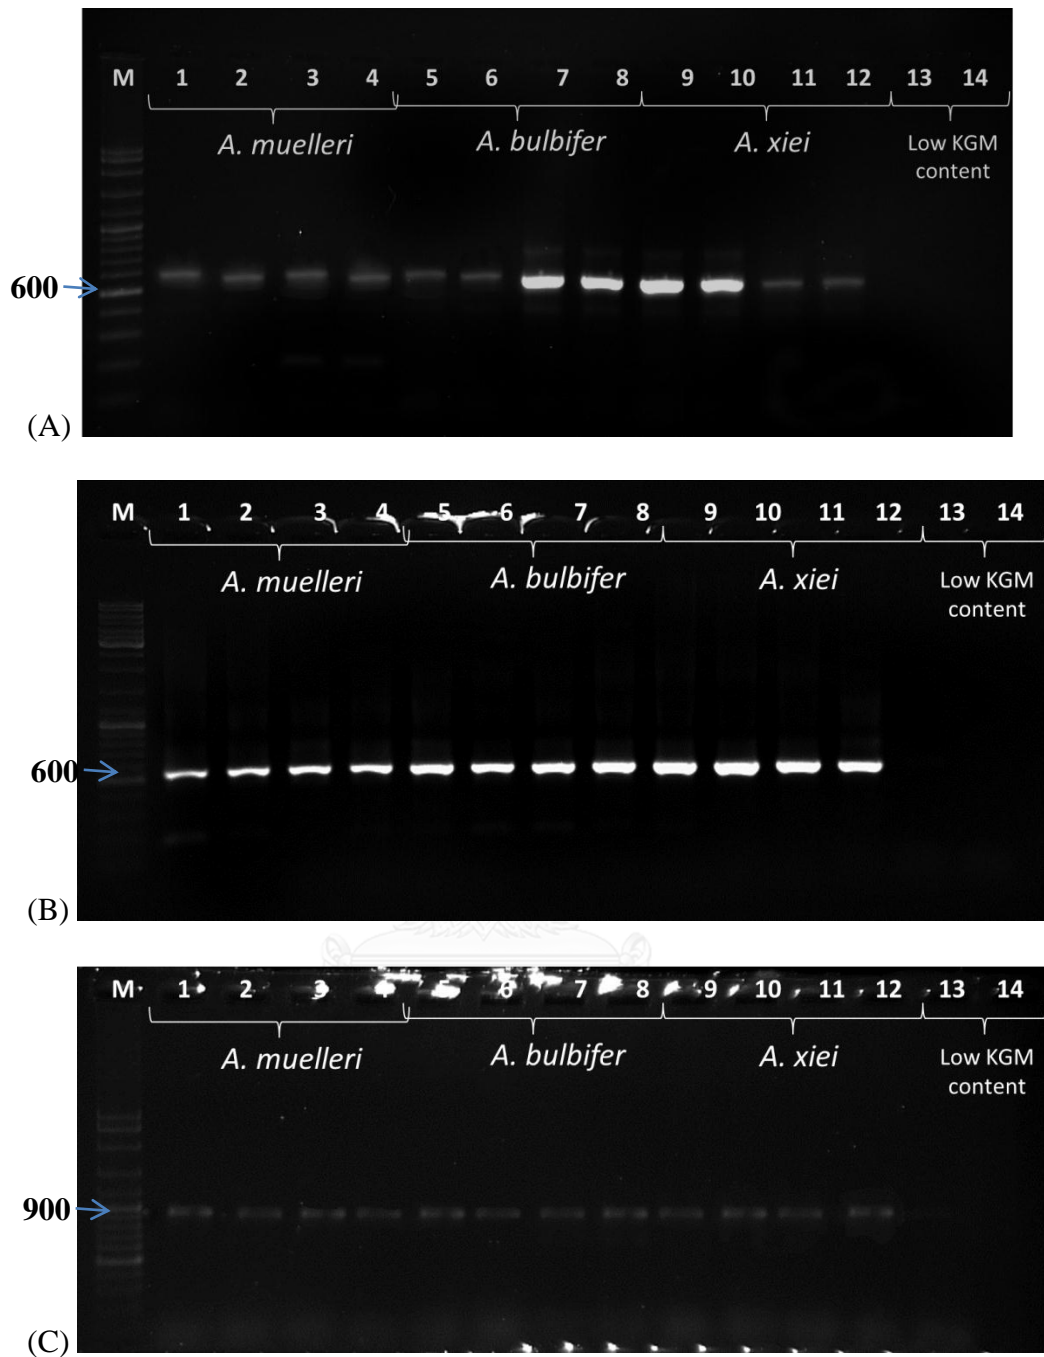 M 1 2 3 4 5 6 7 8 9 10 11 12 13 14
A. muelleri A. bulbifer A. xiei Low KGM
content
600
(A)
M 1 2 3 4 5 6 7 8 9 10 11 12 13 14
A. muelleri A. bulbifer A. xiei Low KGM
content
600
(B)
M 1 2 3 4 5 6 7 8 9 10 11 12 13 14
A. muelleri A. bulbifer A. xiei Low KGM
content
900
(C)